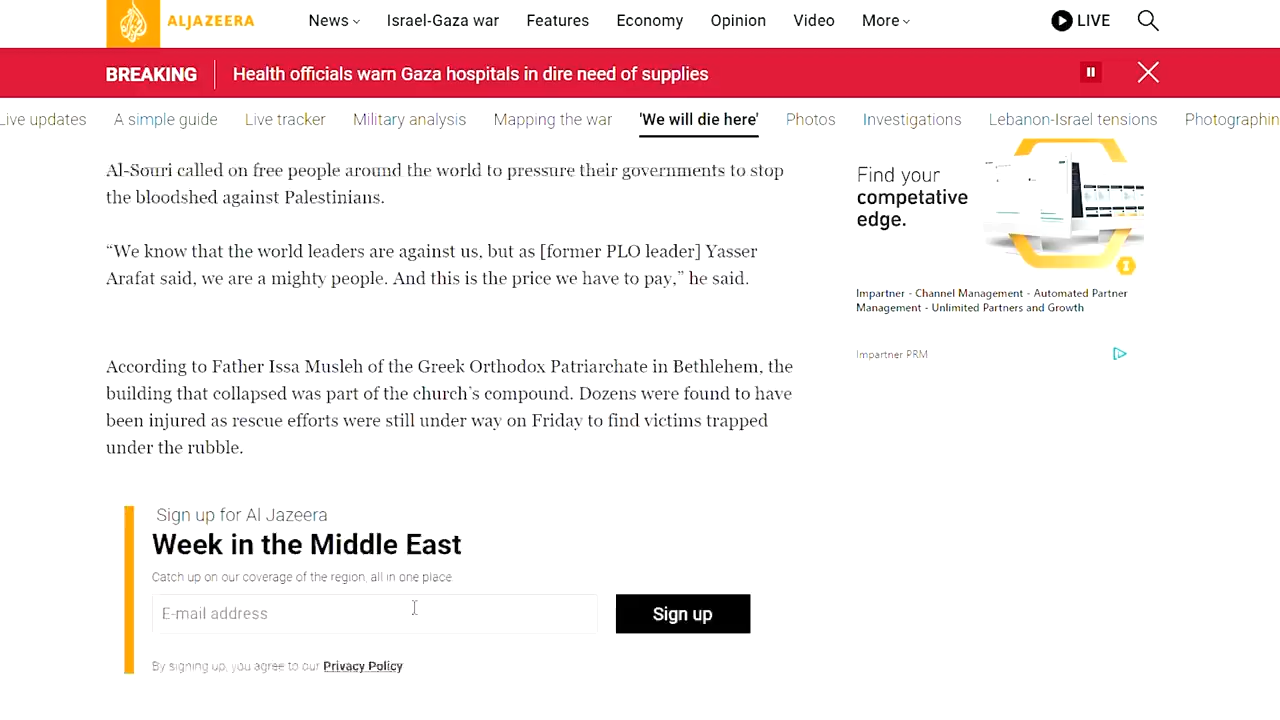 ALJAZEERA News Israel-Gaza war Features Economy Opinion Video More LIVE
BREAKING Health officials warn Gaza hospitals in dire need of supplies
Live updates A simple guide Live tracker Military analysis Mapping the war 'We will die here' Photos Investigations Lebanon-Israel tensions Photographin
Al-Souri called on free people around the world to pressure their governments to stop
the bloodshed against Palestinians.
“We know that the world leaders are against us, but as [former PLO leader] Yasser
Arafat said, we are a mighty people. And this is the price we have to pay,” he said.
According to Father Issa Musleh of the Greek Orthodox Patriarchate in Bethlehem, the
building that collapsed was part of the church’s compound. Dozens were found to have
been injured as rescue efforts were still under way on Friday to find victims trapped
under the rubble.
Find your
competative
edge.
Impartner - Channel Management - Automated Partner
Management - Unlimited Partners and Growth
Impartner PRM
Sign up for Al Jazeera
Week in the Middle East
Catch up on our coverage of the region, all in one place.
E-mail address
Sign up
By signing up, you agree to our Privacy Policy